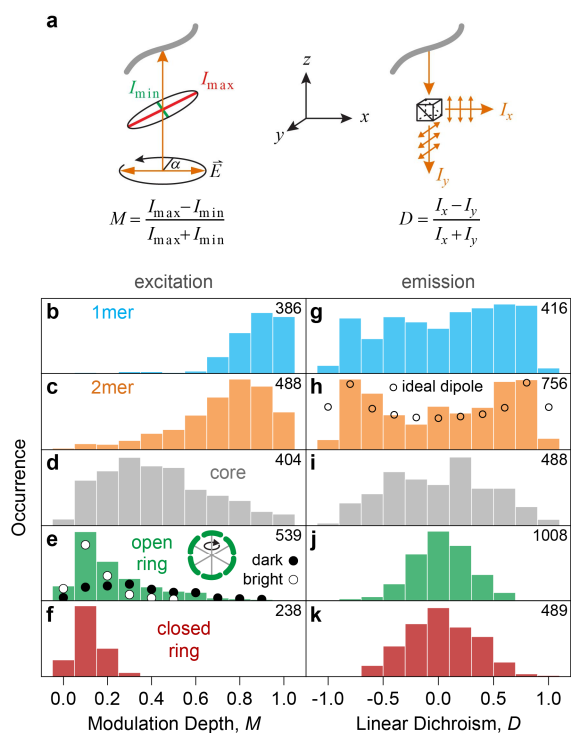 a
I_min
I_max
E⃗
α
M = (I_max − I_min) / (I_max + I_min)
z
x
y
I_x
I_y
D = (I_x − I_y) / (I_x + I_y)
excitation
emission
b
1mer
386
g
416
c
2mer
488
h
ideal dipole
756
d
core
404
i
488
e
open
ring
539
dark
bright
j
1008
f
closed
ring
238
k
489
Occurrence
0.0 0.2 0.4 0.6 0.8 1.0
-1.0 -0.5 0.0 0.5 1.0
Modulation Depth, M
Linear Dichroism, D